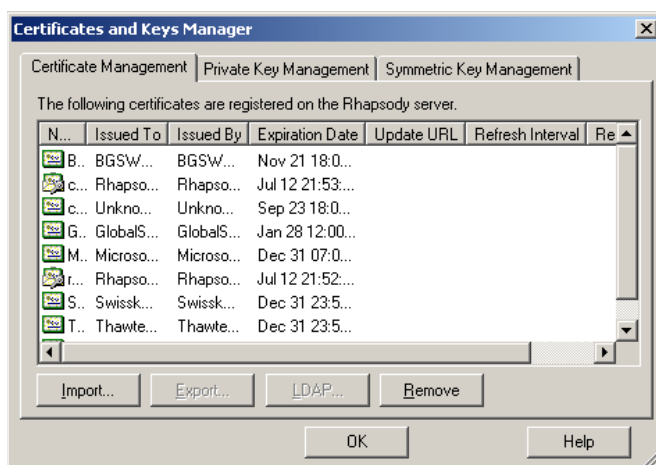 Certificates and Keys Manager
Certificate Management Private Key Management Symmetric Key Management
The following certificates are registered on the Rhapsody server.
N... Issued To Issued By Expiration Date Update URL Refresh Interval Re
B.. BGSW... BGSW... Nov 21 18:0...
c... Rhapso... Rhapso... Jul 12 21:53:...
c... Unkno... Unkno... Sep 23 18:0...
G.. GlobalS... GlobalS... Jan 28 12:00...
M.. Microso... Microso... Dec 31 07:0...
r... Rhapso... Rhapso... Jul 12 21:52:...
S.. Swissk... Swissk... Dec 31 23:5...
T.. Thawte... Thawte... Dec 31 23:5...
Import... Export... LDAP... Remove
OK Help